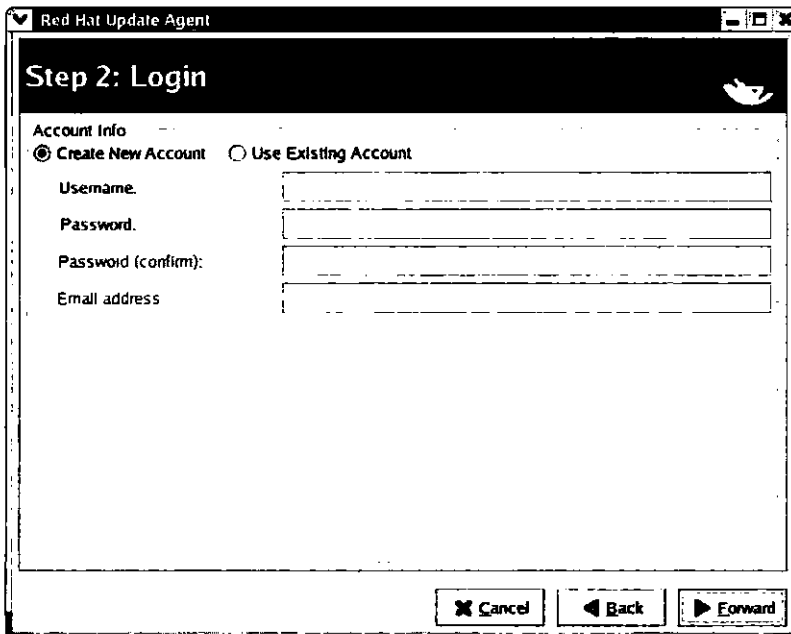 Red Hat Update Agent
Step 2: Login
Account Info
Create New Account Use Existing Account
Username.
Password.
Password (confirm):
Email address
Cancel Back Forward